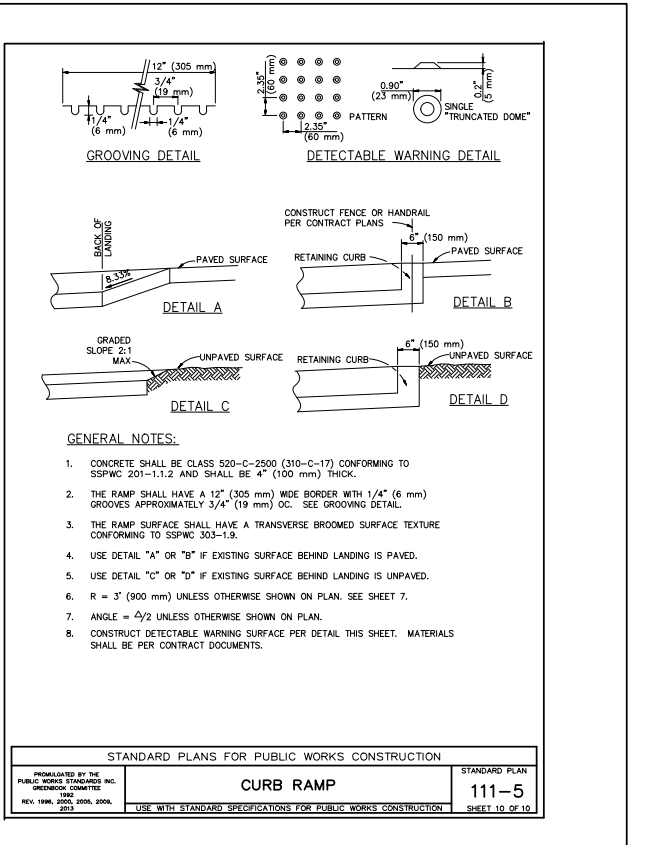 12" (305 mm)
3/4"
(19 mm)
1/4"
(6 mm)
1/4"
(6 mm)
GROOVING DETAIL
2.35"
(60 mm)
2.35"
(60 mm)
PATTERN
0.90"
(23 mm)
0.2"
(5 mm)
SINGLE
"TRUNCATED DOME"
DETECTABLE WARNING DETAIL
BACK OF
LANDING
8.33%
PAVED SURFACE
DETAIL A
CONSTRUCT FENCE OR HANDRAIL
PER CONTRACT PLANS
6" (150 mm)
RETAINING CURB
PAVED SURFACE
DETAIL B
GRADED
SLOPE 2:1
MAX
UNPAVED SURFACE
DETAIL C
6" (150 mm)
RETAINING CURB
UNPAVED SURFACE
DETAIL D
GENERAL NOTES:
1. CONCRETE SHALL BE CLASS 520-C-2500 (310-C-17) CONFORMING TO
SSPWC 201-1.1.2 AND SHALL BE 4" (100 mm) THICK.
2. THE RAMP SHALL HAVE A 12" (305 mm) WIDE BORDER WITH 1/4" (6 mm)
GROOVES APPROXIMATELY 3/4" (19 mm) OC. SEE GROOVING DETAIL.
3. THE RAMP SURFACE SHALL HAVE A TRANSVERSE BROOMED SURFACE TEXTURE
CONFORMING TO SSPWC 303-1.9.
4. USE DETAIL "A" OR "B" IF EXISTING SURFACE BEHIND LANDING IS PAVED.
5. USE DETAIL "C" OR "D" IF EXISTING SURFACE BEHIND LANDING IS UNPAVED.
6. R = 3' (900 mm) UNLESS OTHERWISE SHOWN ON PLAN. SEE SHEET 7.
7. ANGLE = Δ/2 UNLESS OTHERWISE SHOWN ON PLAN.
8. CONSTRUCT DETECTABLE WARNING SURFACE PER DETAIL THIS SHEET. MATERIALS
SHALL BE PER CONTRACT DOCUMENTS.
STANDARD PLANS FOR PUBLIC WORKS CONSTRUCTION
PROMULGATED BY THE
PUBLIC WORKS STANDARDS INC.
GREENBOOK COMMITTEE
1992
REV. 1996, 2000, 2005, 2009,
2013
CURB RAMP
USE WITH STANDARD SPECIFICATIONS FOR PUBLIC WORKS CONSTRUCTION
STANDARD PLAN
111-5
SHEET 10 OF 10